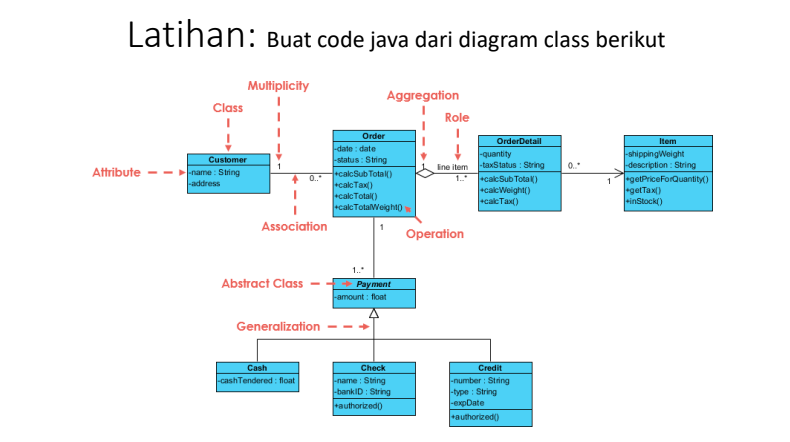 Latihan: Buat code java dari diagram class berikut
Multiplicity
Class
Aggregation
Role
Attribute
Customer
-name : String
-address
1
0..*
Association
Order
-date : date
-status : String
+calcSubTotal()
+calcTax()
+calcTotal()
+calcTotalWeight()
1
line item
1..*
OrderDetail
-quantity
-taxStatus : String
+calcSubTotal()
+calcWeight()
+calcTax()
0..*
1
Item
-shippingWeight
-description : String
+getPriceForQuantity()
+getTax()
+inStock()
Operation
1
1..*
Abstract Class
Payment
-amount : float
Generalization
Cash
-cashTendered : float
Check
-name : String
-bankID : String
+authorized()
Credit
-number : String
-type : String
-expDate
+authorized()